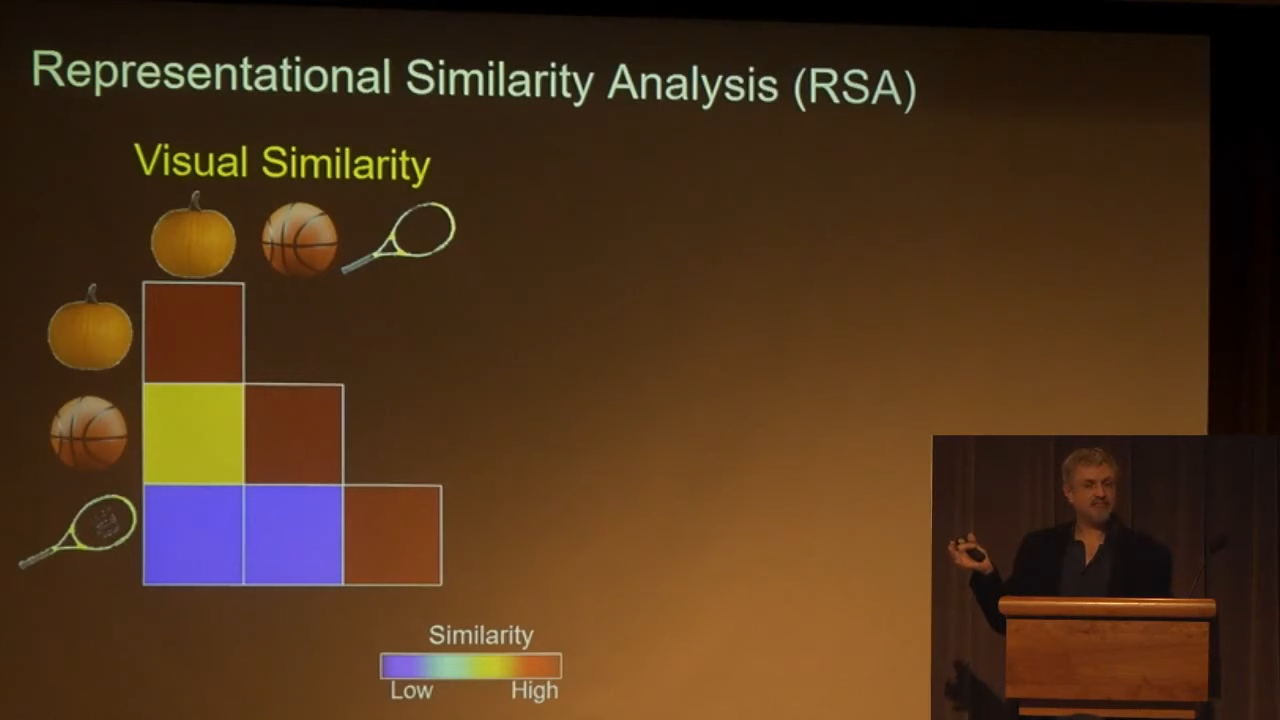 Representational Similarity Analysis (RSA)
Visual Similarity
Similarity
Low
High